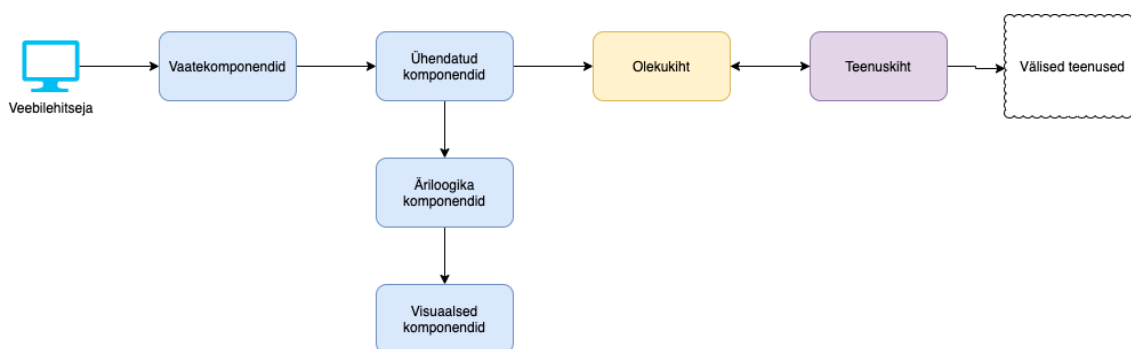 Veebilehitseja
Vaatekomponendid
Ühendatud
komponendid
Olekukiht
Teenuskiht
Välised teenused
Äriloogika
komponendid
Visuaalsed
komponendid